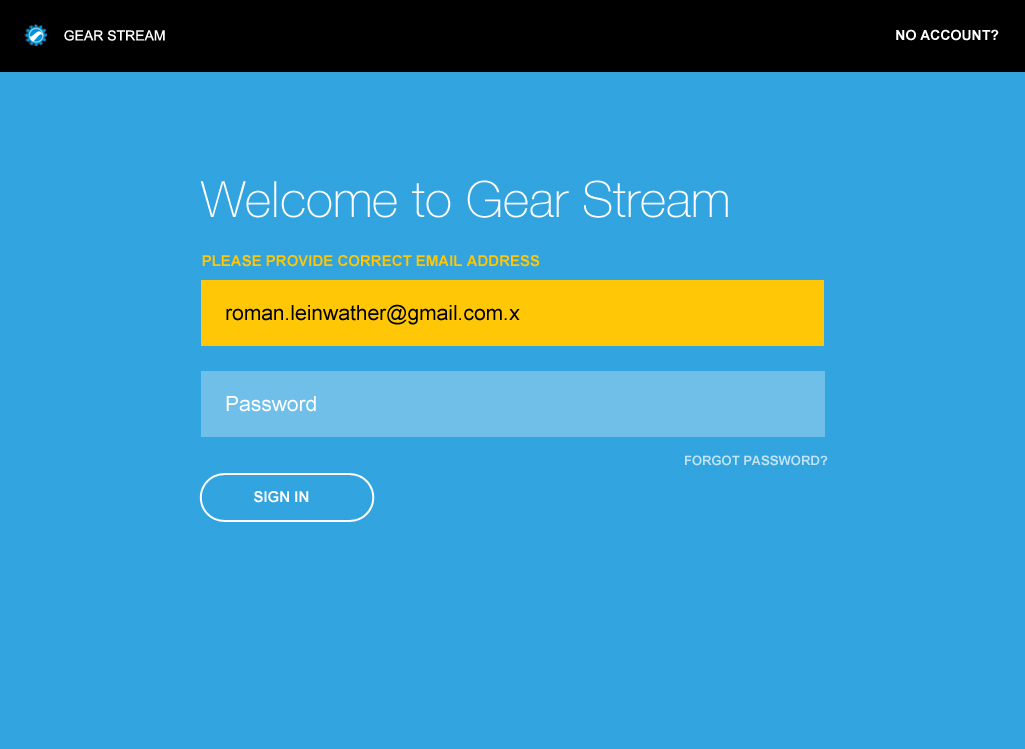 GEAR STREAM
NO ACCOUNT?
Welcome to Gear Stream
PLEASE PROVIDE CORRECT EMAIL ADDRESS
roman.leinwather@gmail.com.x
Password
FORGOT PASSWORD?
SIGN IN